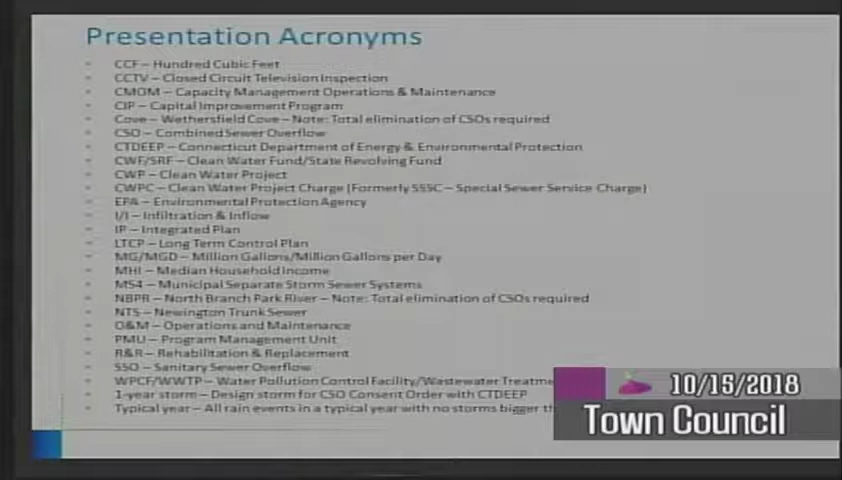 Presentation Acronyms
CCF – Hundred Cubic Feet
CCTV – Closed Circuit Television Inspection
CMOM – Capacity Management Operations & Maintenance
CIP – Capital Improvement Program
Cove – Wethersfield Cove – Note: Total elimination of CSOs required
CSO – Combined Sewer Overflow
CTDEEP – Connecticut Department of Energy & Environmental Protection
CWF/SRF – Clean Water Fund/State Revolving Fund
CWP – Clean Water Project
CWPC – Clean Water Project Charge (Formerly SSSC – Special Sewer Service Charge)
EPA – Environmental Protection Agency
I/I – Infiltration & Inflow
IP – Integrated Plan
LTCP – Long Term Control Plan
MG/MGD – Million Gallons/Million Gallons per Day
MHI – Median Household Income
MS4 – Municipal Separate Storm Sewer Systems
NBPR – North Branch Park River – Note: Total elimination of CSOs required
NTS – Newington Trunk Sewer
O&M – Operations and Maintenance
PMU – Program Management Unit
R&R – Rehabilitation & Replacement
SSO – Sanitary Sewer Overflow
WPCF/WWTP – Water Pollution Control Facility/Wastewater Treatme
1-year storm – Design storm for CSO Consent Order with CTDEEP
Typical year – All rain events in a typical year with no storms bigger th
10/15/2018
Town Council